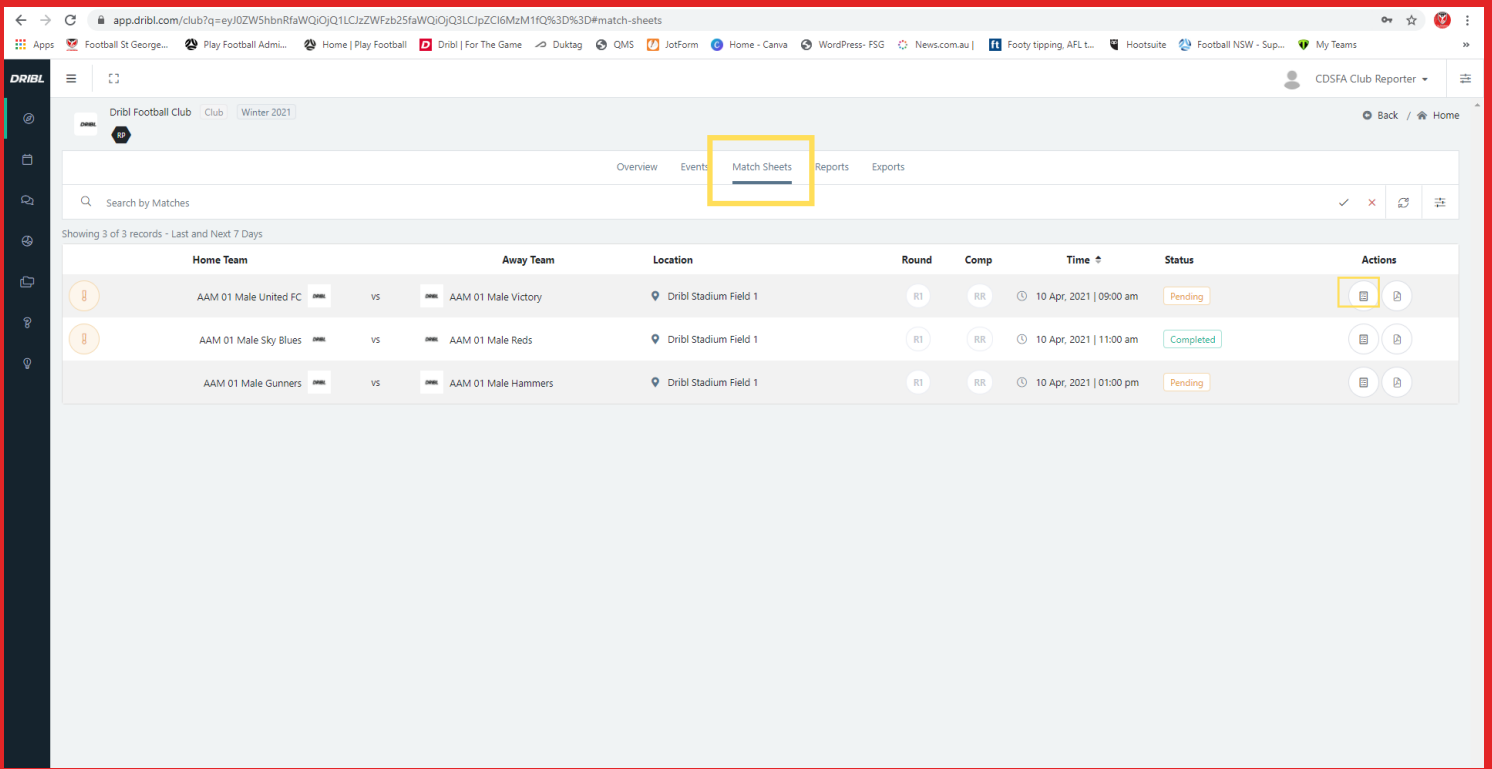 app.dribl.com/club?q=eyJ0ZW5hbnRfaWQiOjQ1LCJzZWFzb25faWQiOjQ3LCJpZCI6MzM1fQ%3D%3D#match-sheets
Apps Football St George... Play Football Admi... Home | Play Football Dribl | For The Game Duktag QMS JotForm Home - Canva WordPress- FSG News.com.au | Footy tipping, AFL t... Hootsuite Football NSW - Sup... My Teams »
DRIBL CDSFA Club Reporter
Dribl Football Club Club Winter 2021 Back / Home
RP
Overview Events Match Sheets Reports Exports
Search by Matches
Showing 3 of 3 records - Last and Next 7 Days
Home Team Away Team Location Round Comp Time Status Actions
AAM 01 Male United FC VS AAM 01 Male Victory Dribl Stadium Field 1 R1 RR 10 Apr, 2021 | 09:00 am Pending
AAM 01 Male Sky Blues VS AAM 01 Male Reds Dribl Stadium Field 1 R1 RR 10 Apr, 2021 | 11:00 am Completed
AAM 01 Male Gunners VS AAM 01 Male Hammers Dribl Stadium Field 1 R1 RR 10 Apr, 2021 | 01:00 pm Pending